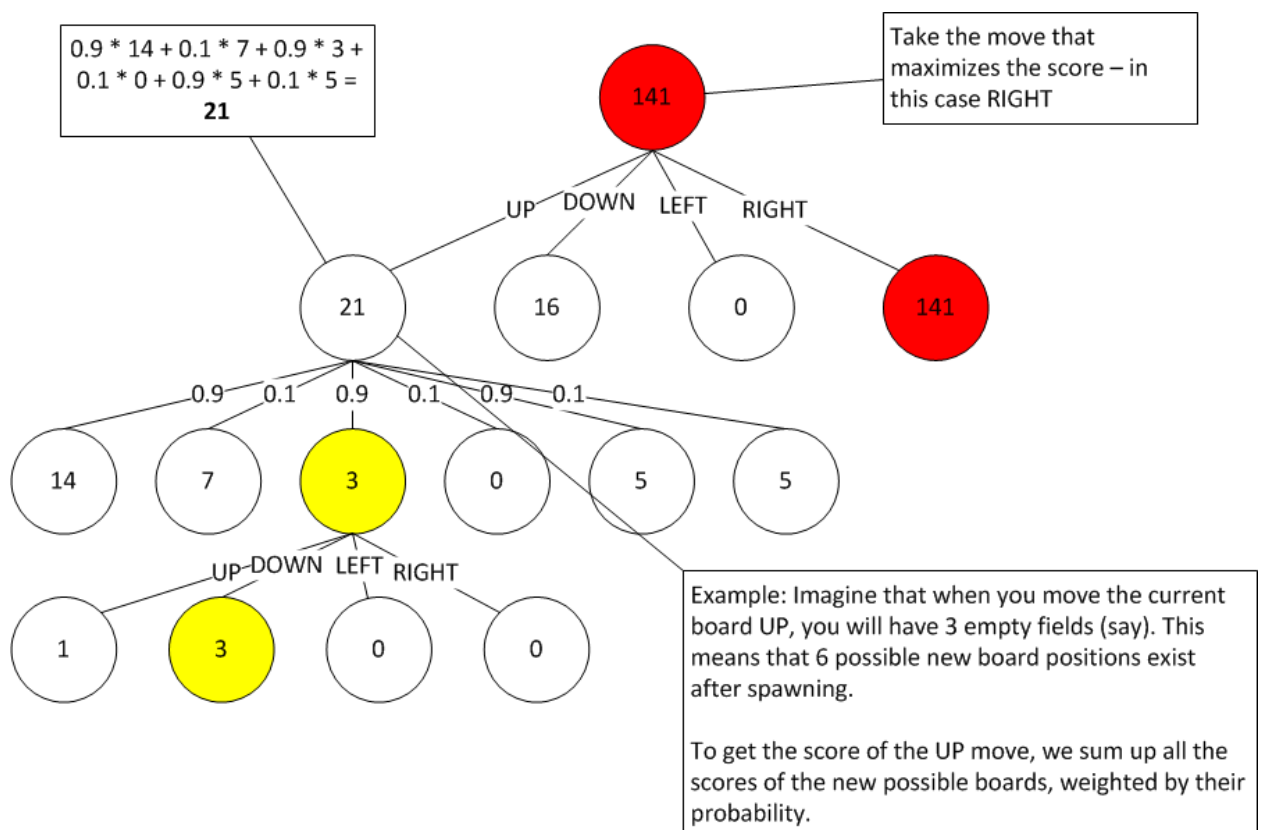 0.9 * 14 + 0.1 * 7 + 0.9 * 3 +
0.1 * 0 + 0.9 * 5 + 0.1 * 5 =
21
141
Take the move that
maximizes the score – in
this case RIGHT
UP
DOWN
LEFT
RIGHT
21
16
0
141
0.9
0.1
0.9
0.1
0.9
0.1
14
7
3
0
5
5
UP
DOWN
LEFT
RIGHT
1
3
0
0
Example: Imagine that when you move the current
board UP, you will have 3 empty fields (say). This
means that 6 possible new board positions exist
after spawning.
To get the score of the UP move, we sum up all the
scores of the new possible boards, weighted by their
probability.